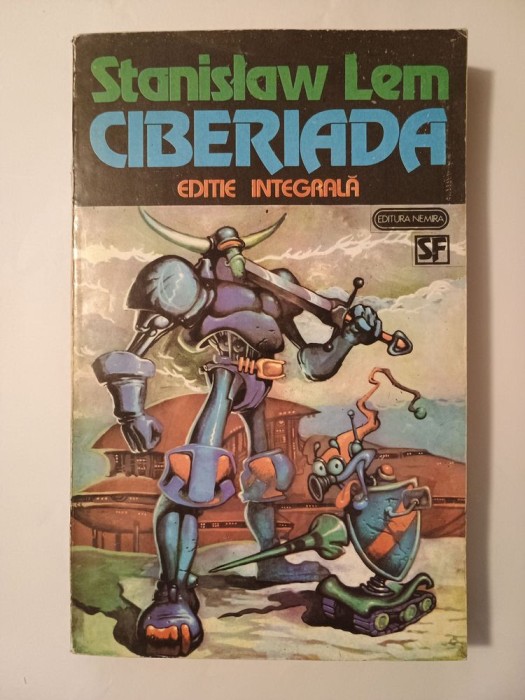 Stanisław Lem
CIBERIADA
EDITIE INTEGRALĂ
EDITURA NEMIRA
SF